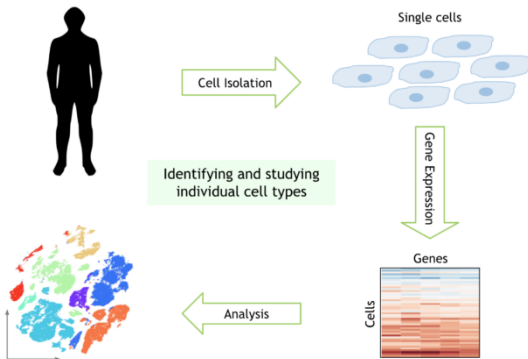 Single cells
Cell Isolation
Gene Expression
Identifying and studying
individual cell types
Genes
Cells
Analysis